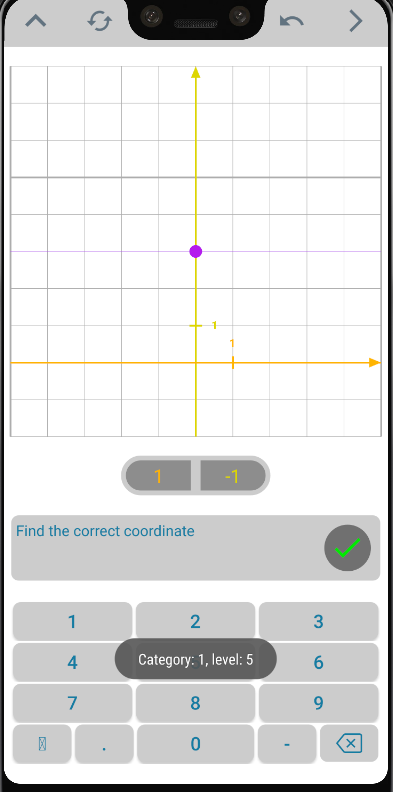 1
1
1 -1
Find the correct coordinate
1 2 3
4 6
Category: 1, level: 5
7 8 9
. 0 -